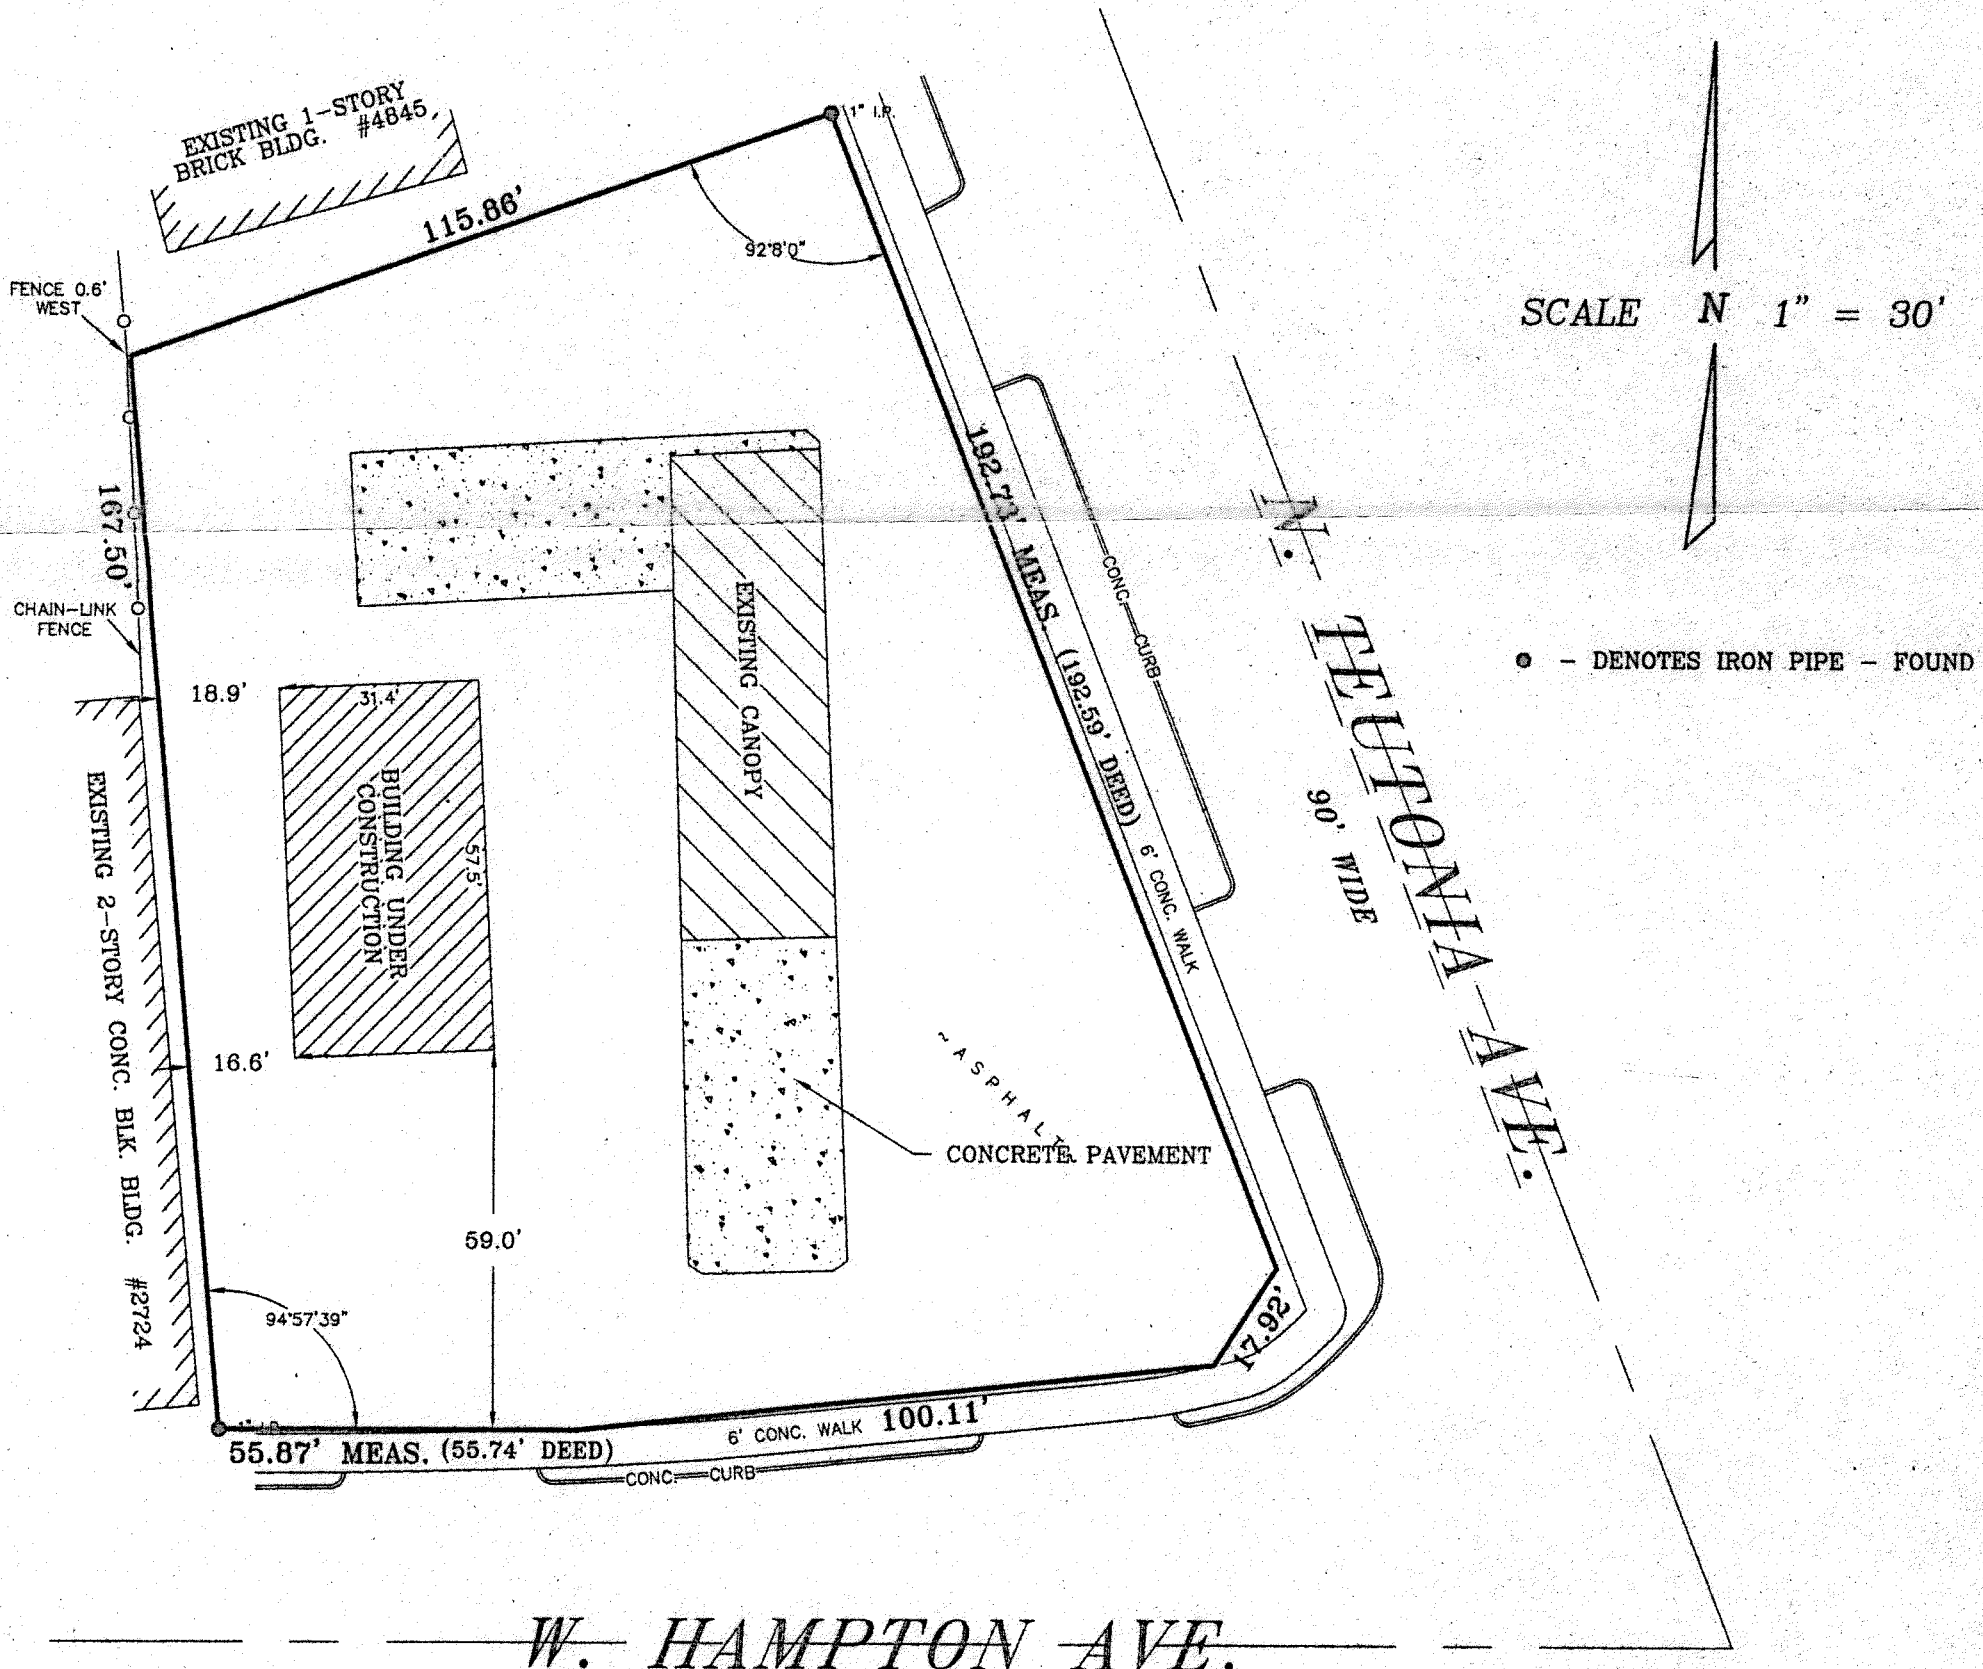 EXISTING 1-STORY
BRICK BLDG. #4845
1" I.P.
115.86'
92°8'0"
FENCE 0.6'
WEST
SCALE N 1" = 30'
192.73' MEAS. (192.59' DEED)
167.50'
CONC. CURB
N. TEUTONIA AVE.
90' WIDE
CHAIN-LINK
FENCE
- DENOTES IRON PIPE - FOUND
18.9'
31.4'
EXISTING CANOPY
BUILDING UNDER
CONSTRUCTION
57.5'
EXISTING 2-STORY CONC. BLK. BLDG. #2724
6' CONC. WALK
16.6'
~ASPHALT~
CONCRETE PAVEMENT
59.0'
94°57'39"
17.92'
1" I.P.
55.87' MEAS. (55.74' DEED)
6' CONC. WALK
100.11'
CONC. CURB
W. HAMPTON AVE.